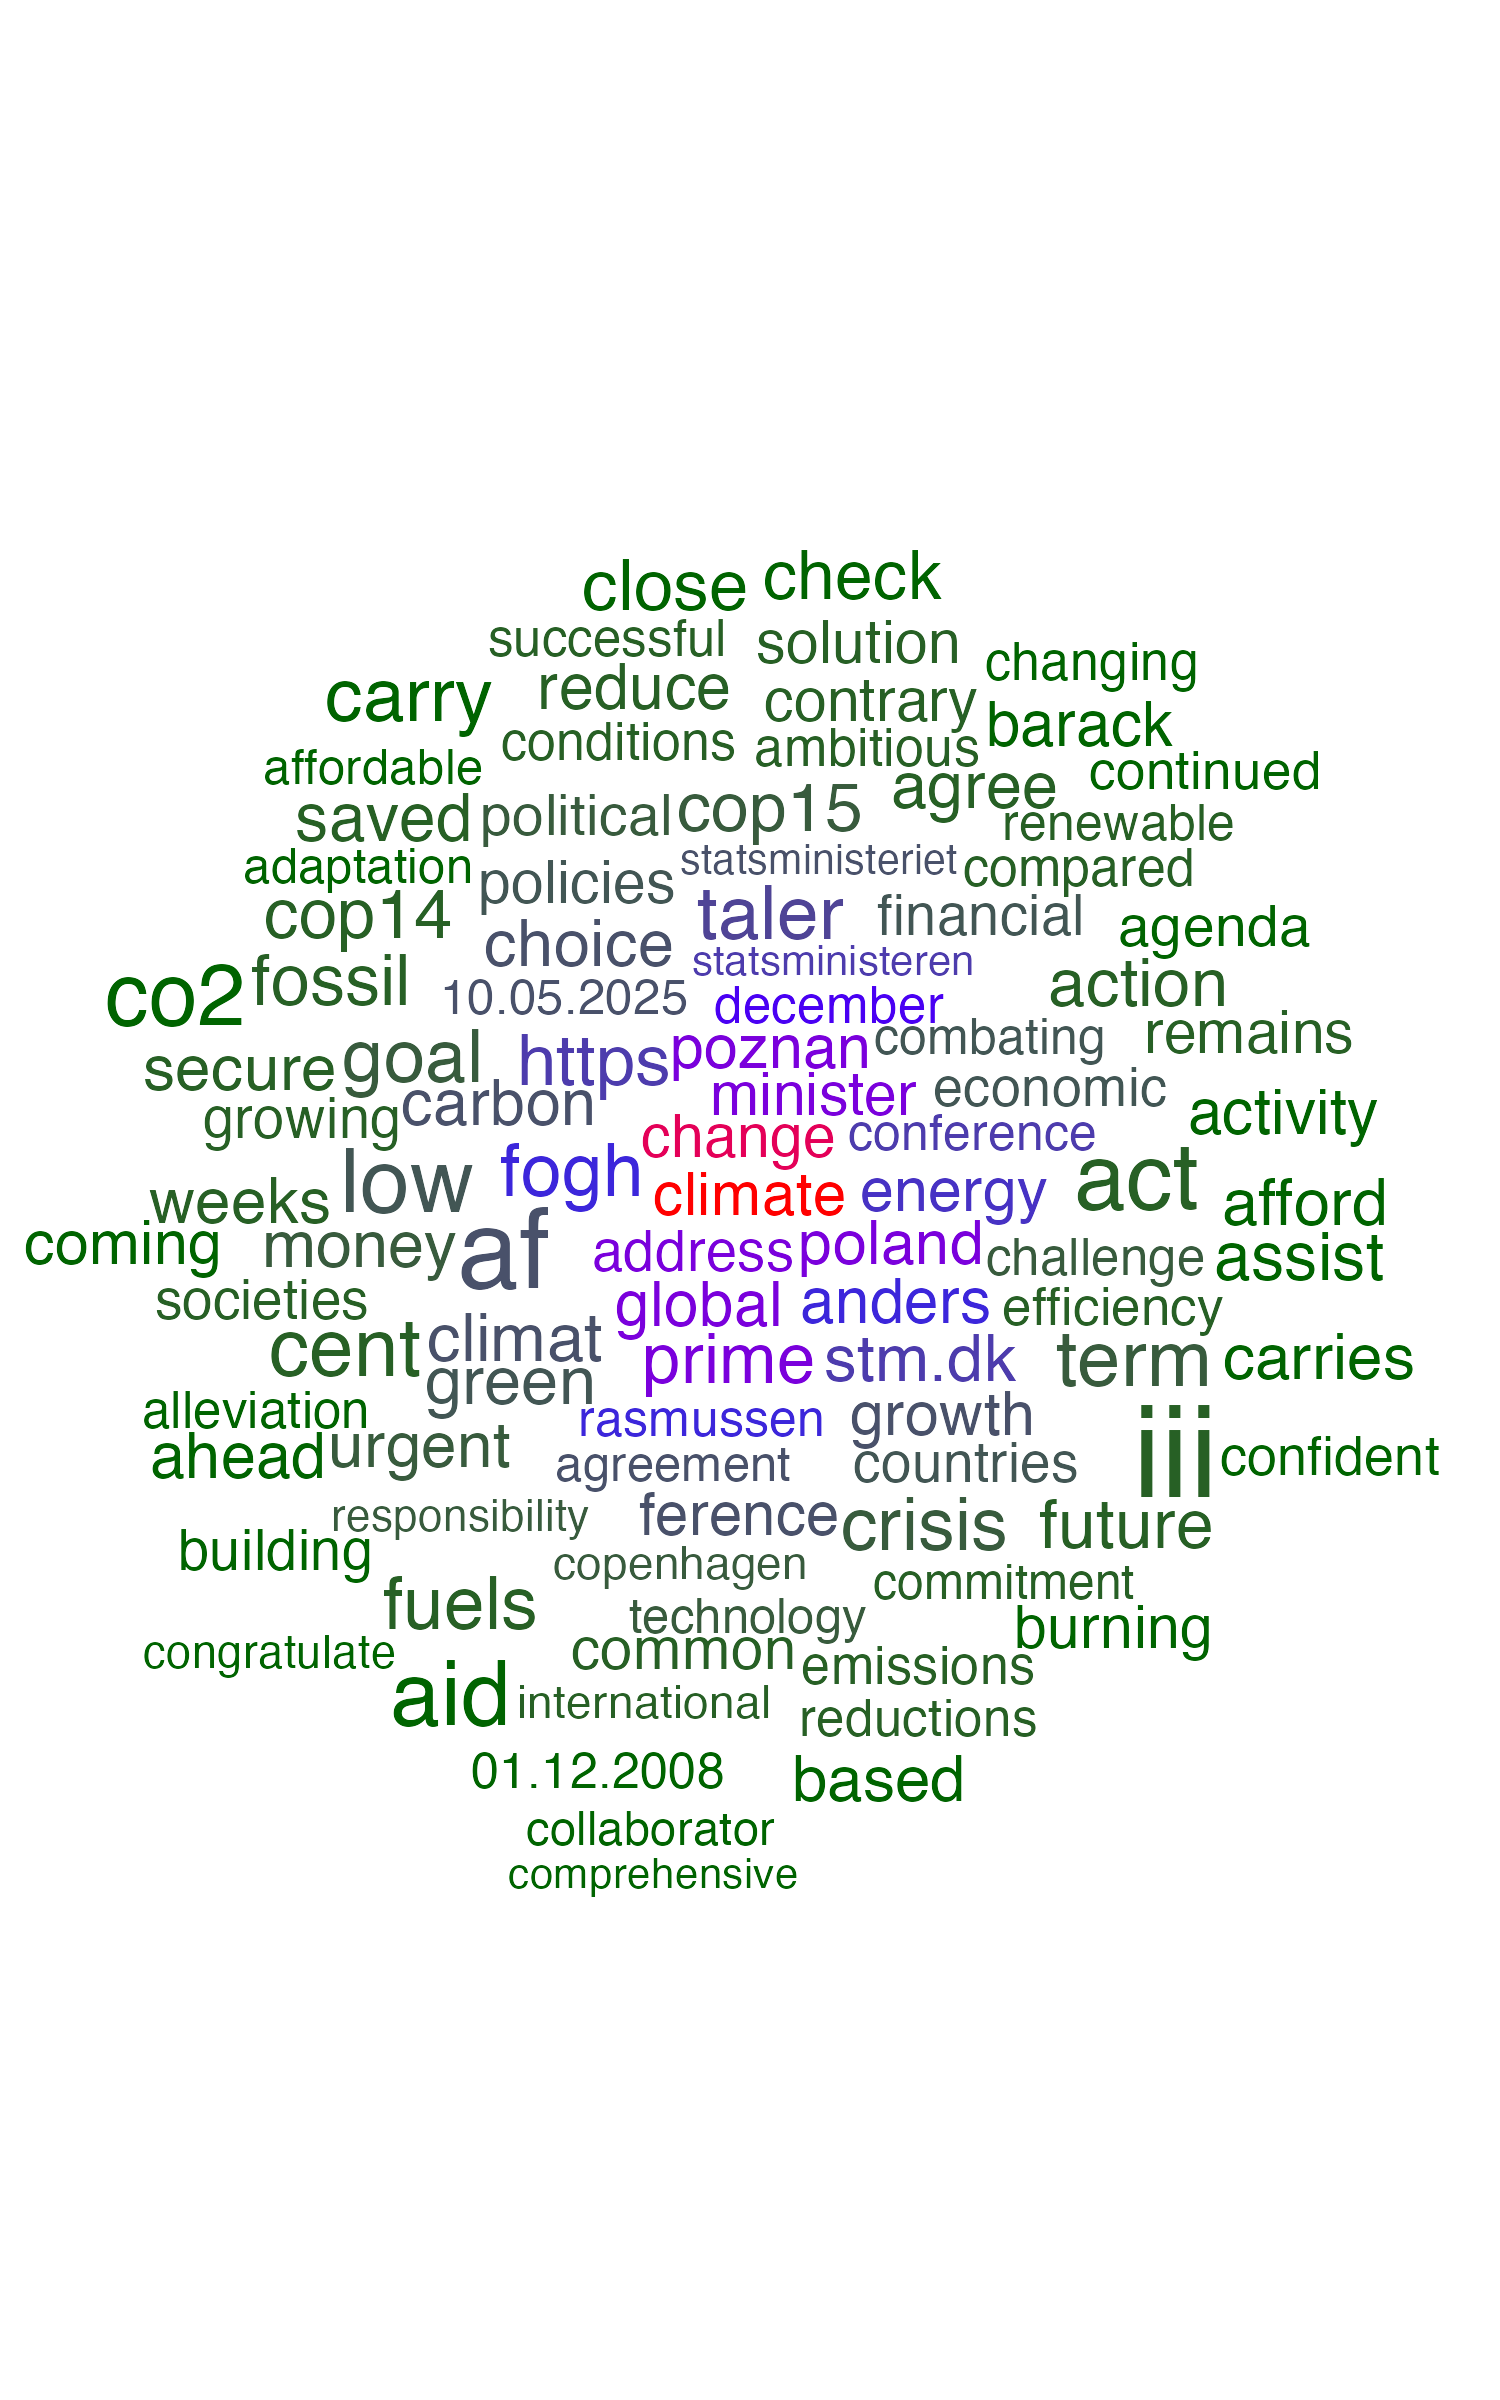 close check
successful solution changing
carry reduce contrary barack
affordable conditions ambitious continued
saved political cop15 agree renewable
adaptation policies statsministeriet compared
cop14 choice taler financial agenda
co2 fossil 10.05.2025 statsministeren action
december
secure goal https poznan combating remains
growing carbon minister economic activity
change conference
weeks low fogh climate energy act afford
coming money af address poland challenge assist
societies global anders efficiency
cent climat prime stm.dk term carries
green
alleviation rasmussen growth
ahead urgent agreement countries iii confident
responsibility ference crisis future
building copenhagen commitment
fuels technology burning
congratulate common emissions
aid international reductions
01.12.2008 based
collaborator
comprehensive